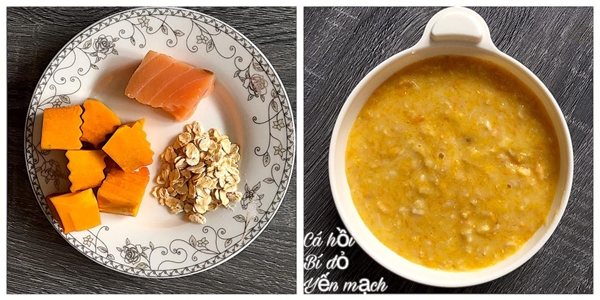 Cá hồi
Bí đỏ
Yến mạch